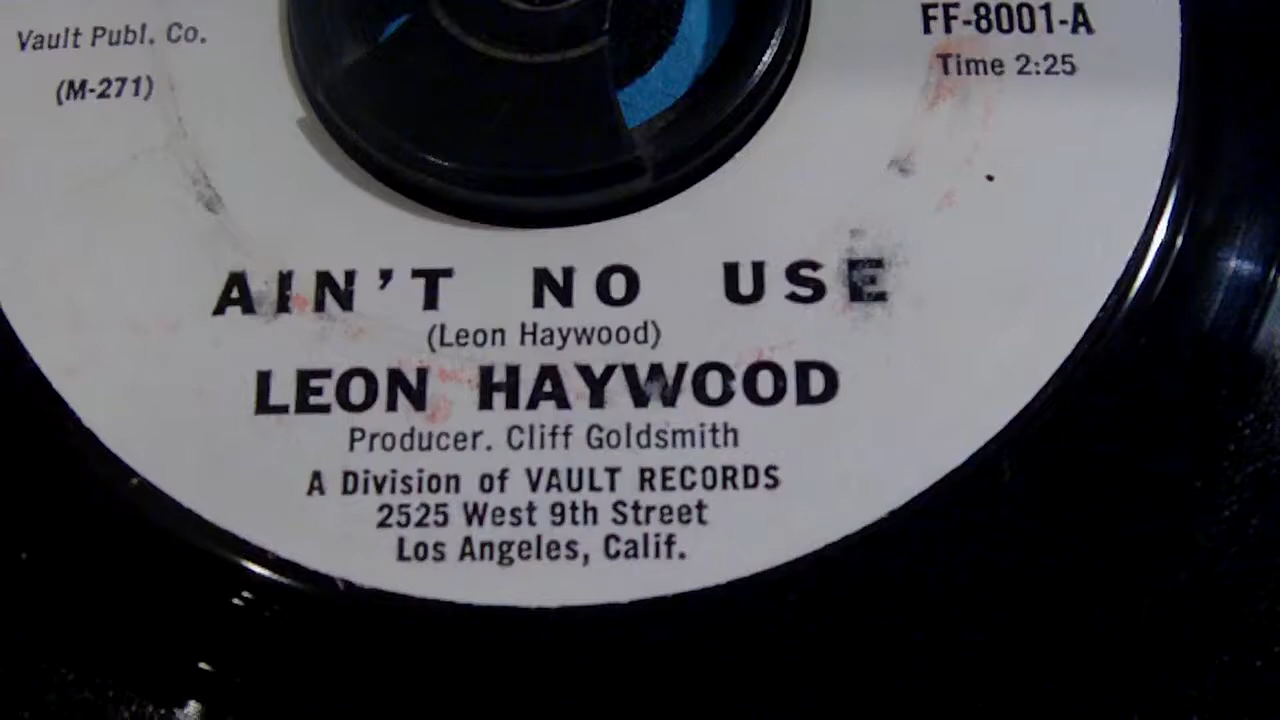 Vault Publ. Co.
(M-271)
FF-8001-A
Time 2:25
AIN'T NO USE
(Leon Haywood)
LEON HAYWOOD
Producer. Cliff Goldsmith
A Division of VAULT RECORDS
2525 West 9th Street
Los Angeles, Calif.